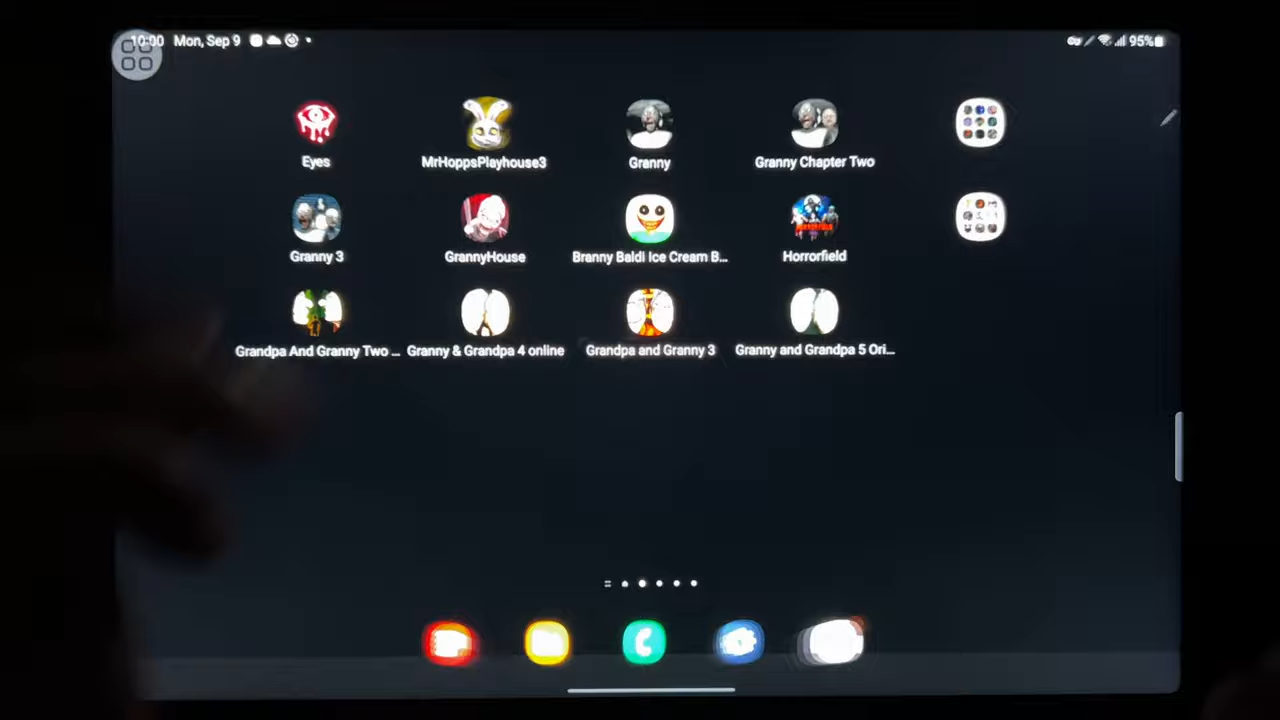 10:00 Mon, Sep 9 95%
Eyes MrHoppsPlayhouse3 Granny Granny Chapter Two
Granny 3 GrannyHouse Branny Baldi Ice Cream B... Horrorfield
Grandpa And Granny Two ... Granny & Grandpa 4 online Grandpa and Granny 3 Granny and Grandpa 5 Ori...